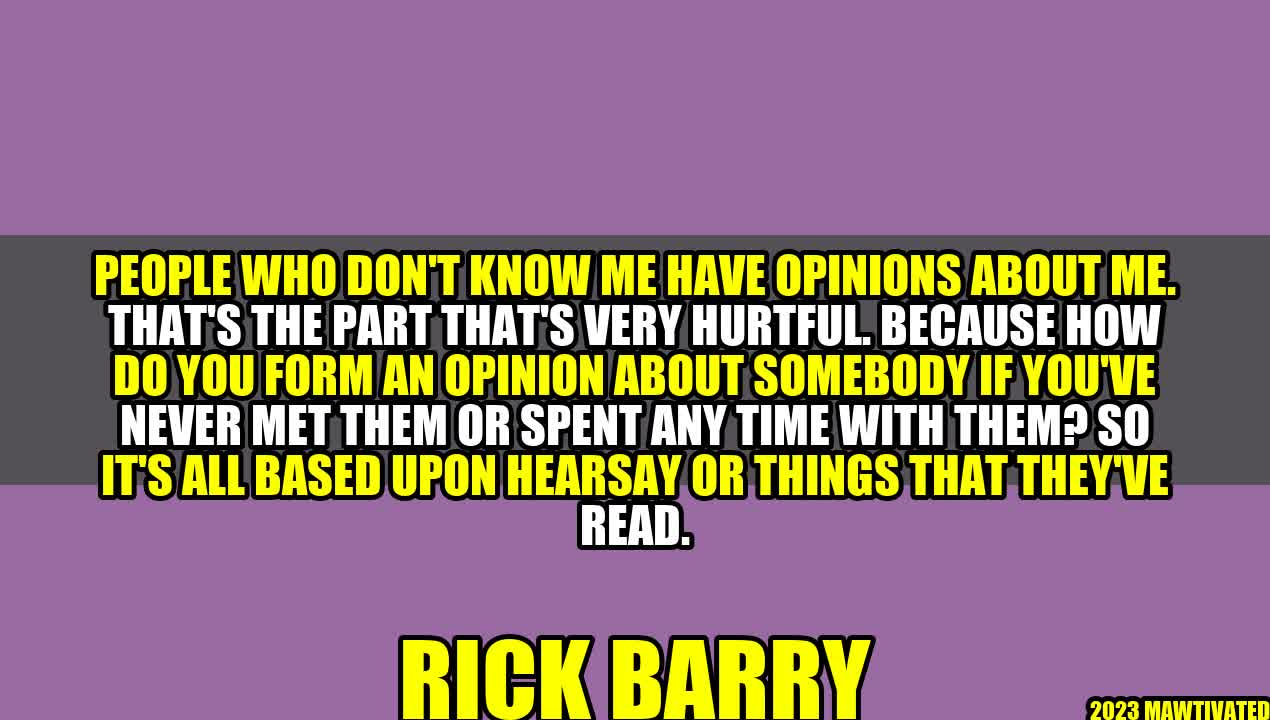 PEOPLE WHO DON'T KNOW ME HAVE OPINIONS ABOUT ME.
THAT'S THE PART THAT'S VERY HURTFUL. BECAUSE HOW
DO YOU FORM AN OPINION ABOUT SOMEBODY IF YOU'VE
NEVER MET THEM OR SPENT ANY TIME WITH THEM? SO
IT'S ALL BASED UPON HEARSAY OR THINGS THAT THEY'VE
READ.
RICK BARRY
2023 MAWTIVATED